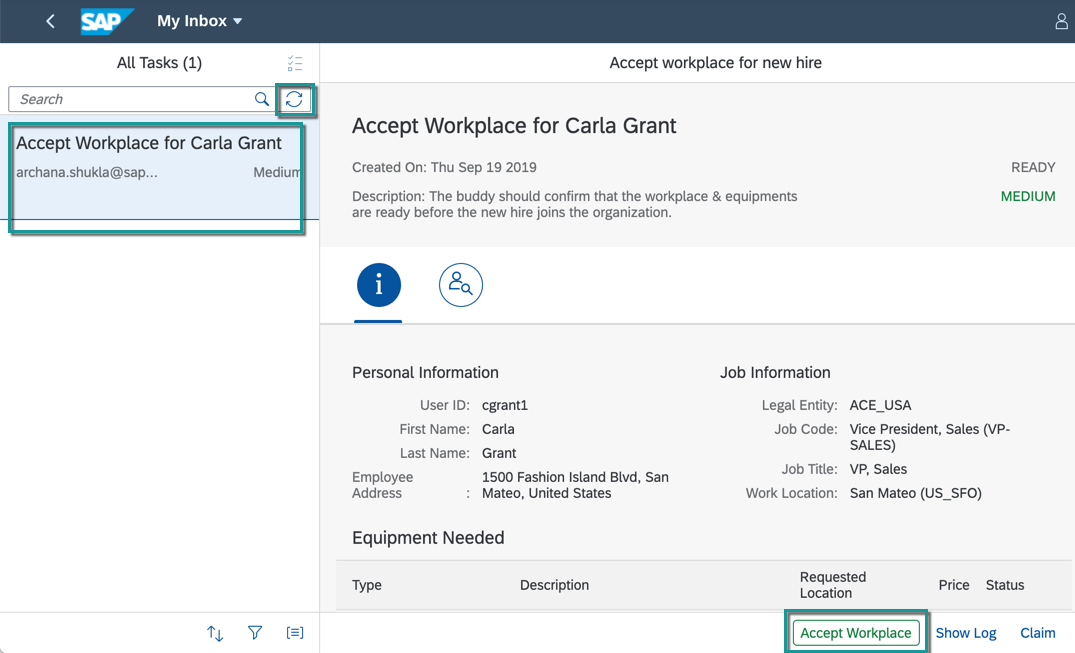 SAP My Inbox
All Tasks (1)
Search
Accept Workplace for Carla Grant
archana.shukla@sap... Medium
Accept workplace for new hire
Accept Workplace for Carla Grant
Created On: Thu Sep 19 2019 READY
Description: The buddy should confirm that the workplace & equipments MEDIUM
are ready before the new hire joins the organization.
Personal Information
User ID: cgrant1
First Name: Carla
Last Name: Grant
Employee 1500 Fashion Island Blvd, San
Address : Mateo, United States
Job Information
Legal Entity: ACE_USA
Job Code: Vice President, Sales (VP-
SALES)
Job Title: VP, Sales
Work Location: San Mateo (US_SFO)
Equipment Needed
Type Description Requested Price Status
Location
Accept Workplace Show Log Claim